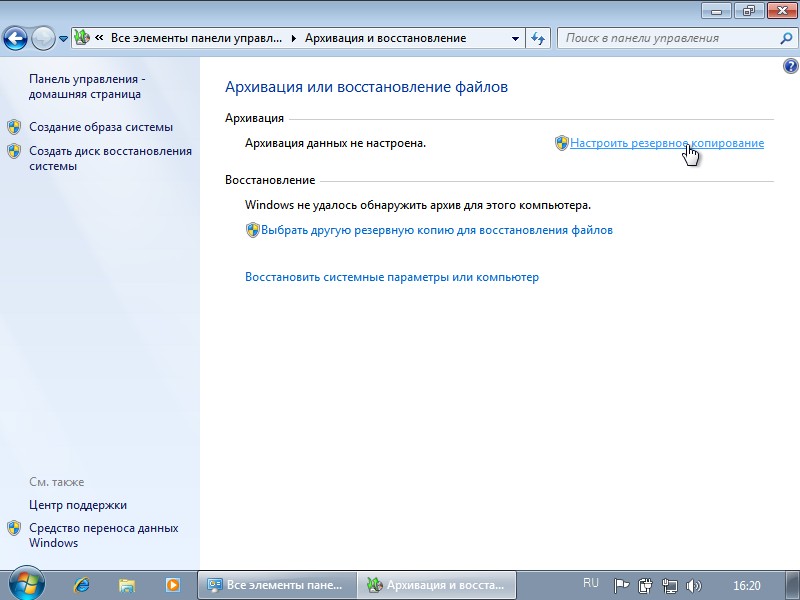 « Все элементы панели управл... Архивация и восстановление
Поиск в панели управления
Панель управления -
домашняя страница
Создание образа системы
Создать диск восстановления
системы
Архивация или восстановление файлов
Архивация
Архивация данных не настроена.
Настроить резервное копирование
Восстановление
Windows не удалось обнаружить архив для этого компьютера.
Выбрать другую резервную копию для восстановления файлов
Восстановить системные параметры или компьютер
См. также
Центр поддержки
Средство переноса данных
Windows
Все элементы пане...
Архивация и восста...
RU
16:20